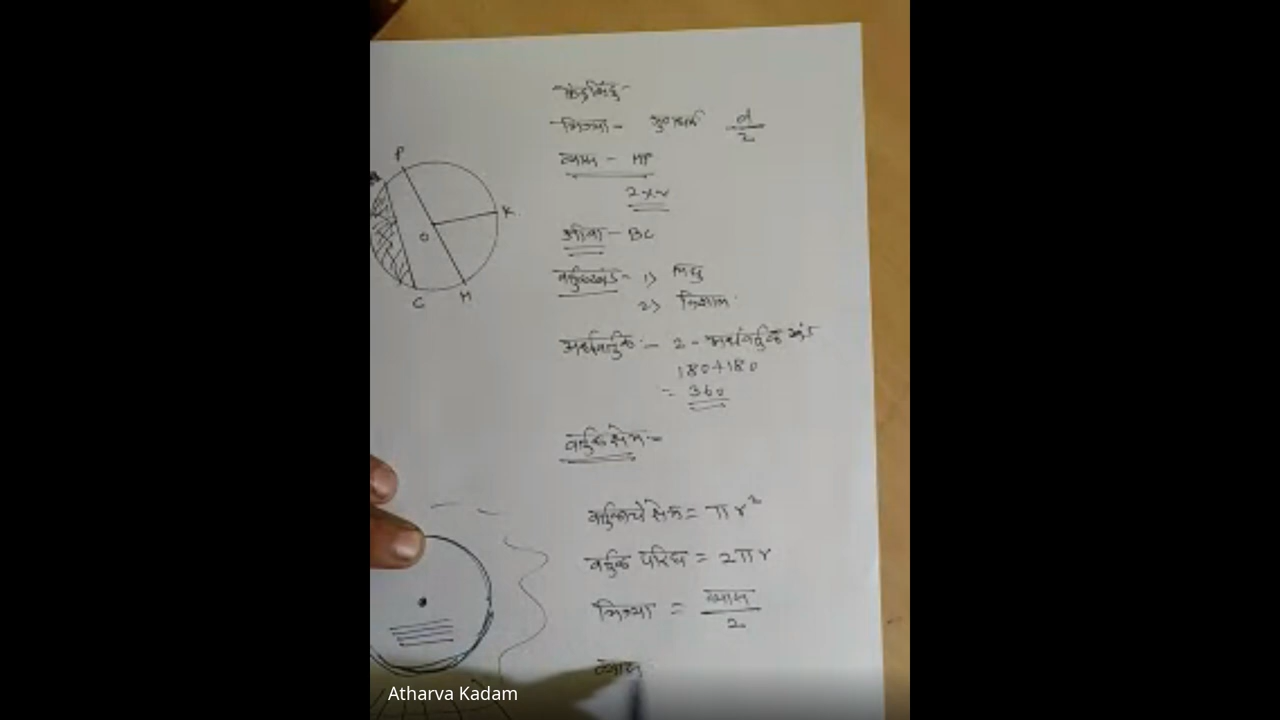 केंद्रबिंदु -
त्रिज्या - d/2
व्यास - MP
2×r
जीवा - BC
वर्तुळखंड - 1) लघु
2) विशाल
अर्धवर्तुळ :- 2 - अर्धवर्तुळ खंड
180+180
= 360
वर्तुळ क्षेत्र -
वर्तुळाचे क्षेत्र = πr²
वर्तुळ परिघ = 2πr
त्रिज्या = व्यास/2
व्यास
P
K
O
C
M
Atharva Kadam